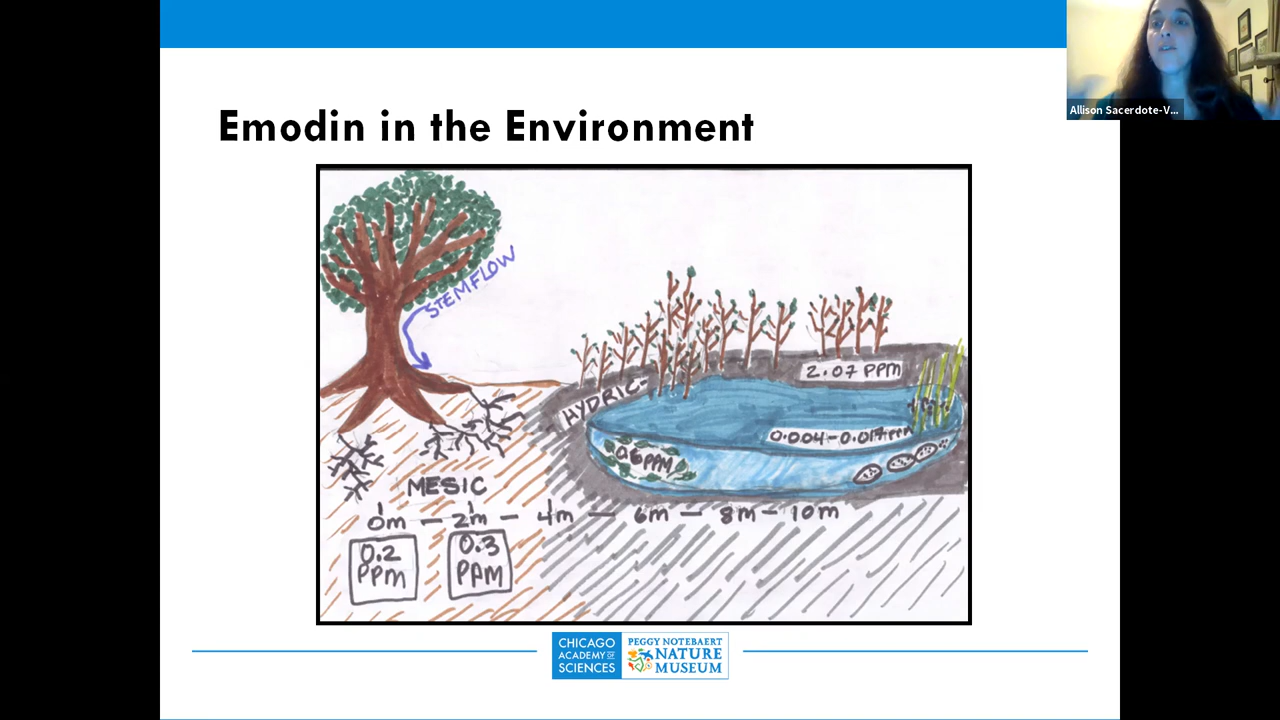 Allison Sacerdote-V...
Emodin in the Environment
STEMFLOW
2.07 PPM
HYDRIC-
0.004-0.017 ppm
0.6 PPM
MESIC
0m - 2m - 4m - 6m - 8m - 10m
0.2 0.3
PPM PPM
CHICAGO
ACADEMY OF
SCIENCES
PEGGY NOTEBAERT
NATURE
MUSEUM